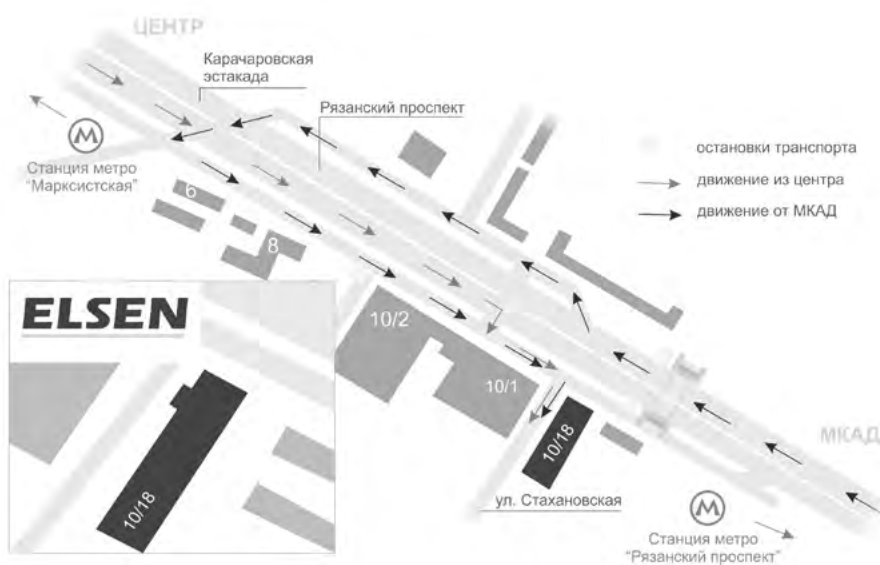 ЦЕНТР
Карачаровская
эстакада
Рязанский проспект
М
Станция метро
"Марксистская"
остановки транспорта
движение из центра
движение от МКАД
6
8
ELSEN
10/2
10/1
10/18
10/18
МКАД
ул. Стахановская
М
Станция метро
"Рязанский проспект"